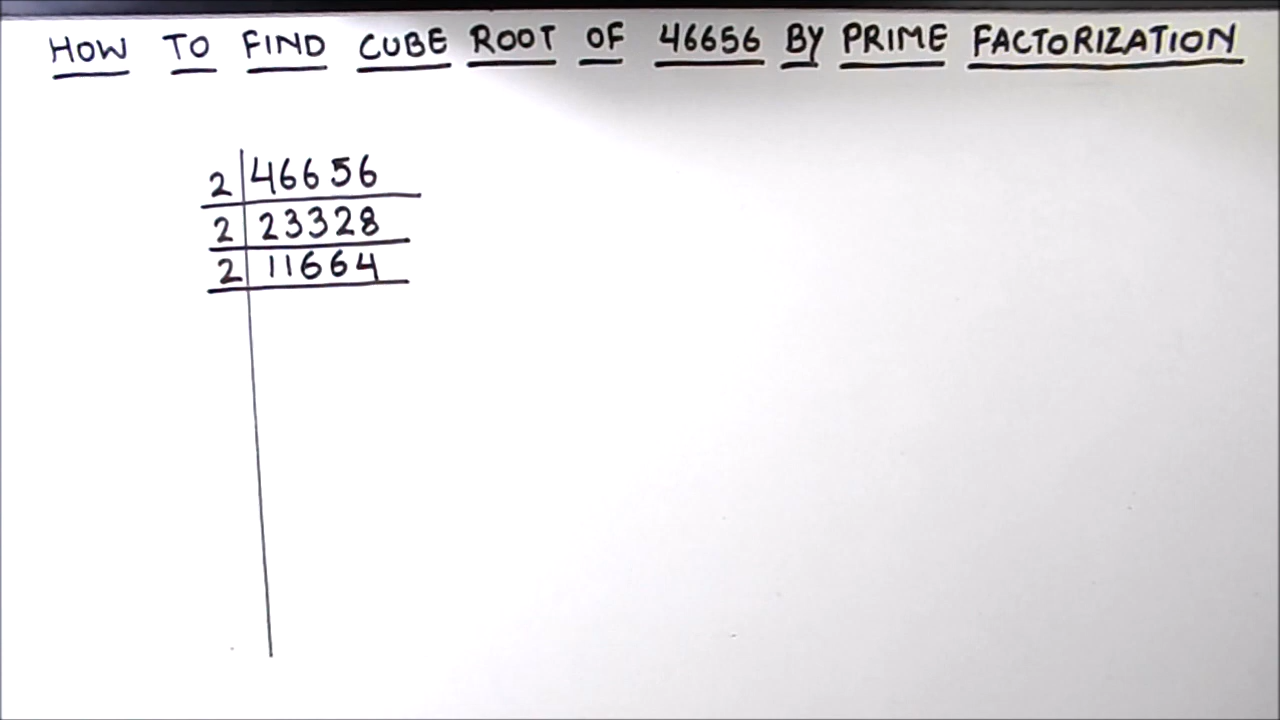 HOW TO FIND CUBE ROOT OF 46656 BY PRIME FACTORIZATION
2 46656
2 23328
2 11664